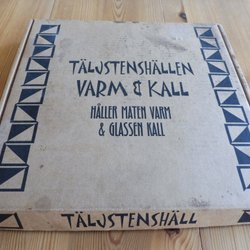 TÄLJSTENSHÄLLEN
VARM & KALL
HÅLLER MATEN VARM
& GLASSEN KALL
TÄLJSTENSHÄLL